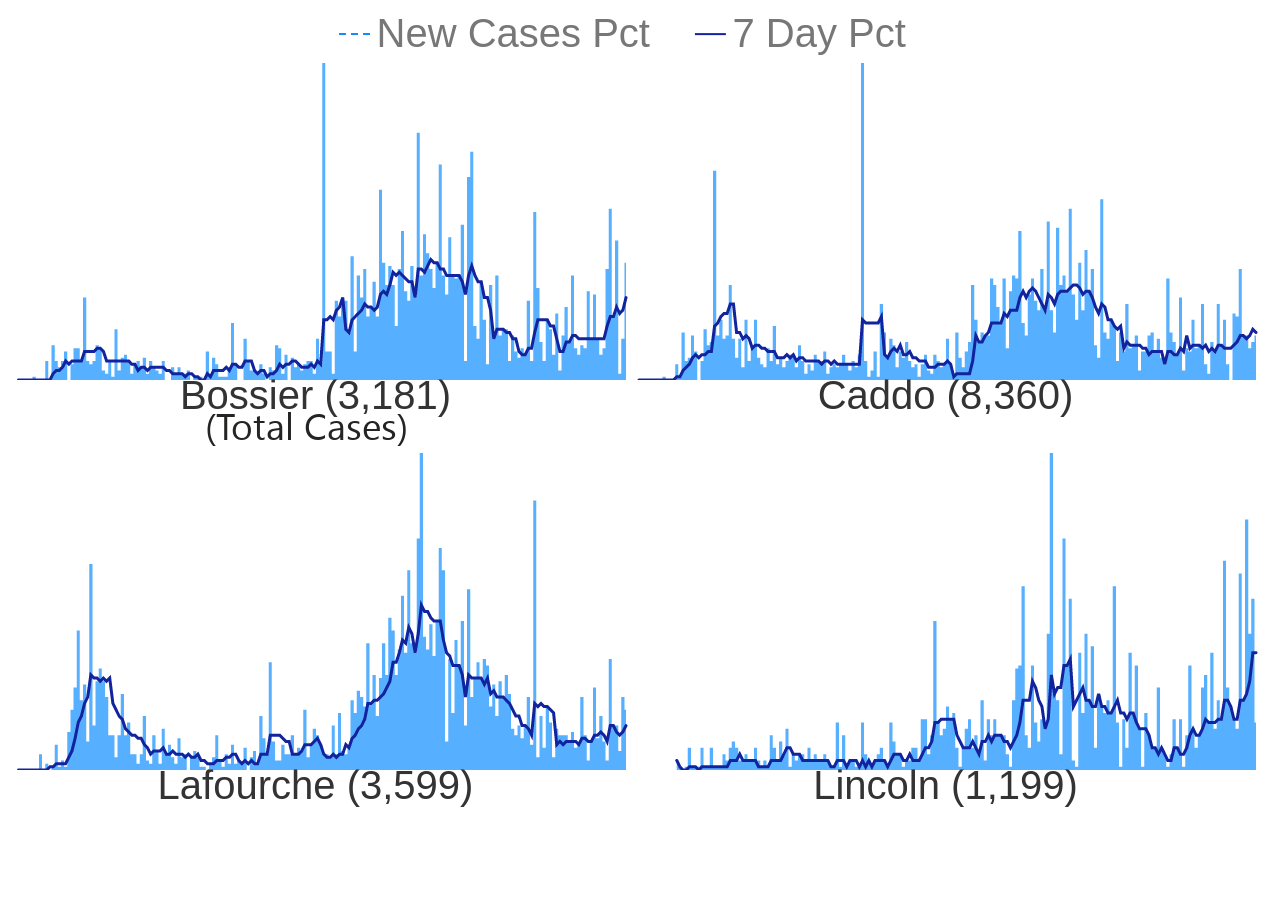 New Cases Pct 7 Day Pct
Bossier (3,181) Caddo (8,360)
(Total Cases)
Lafourche (3,599) Lincoln (1,199)